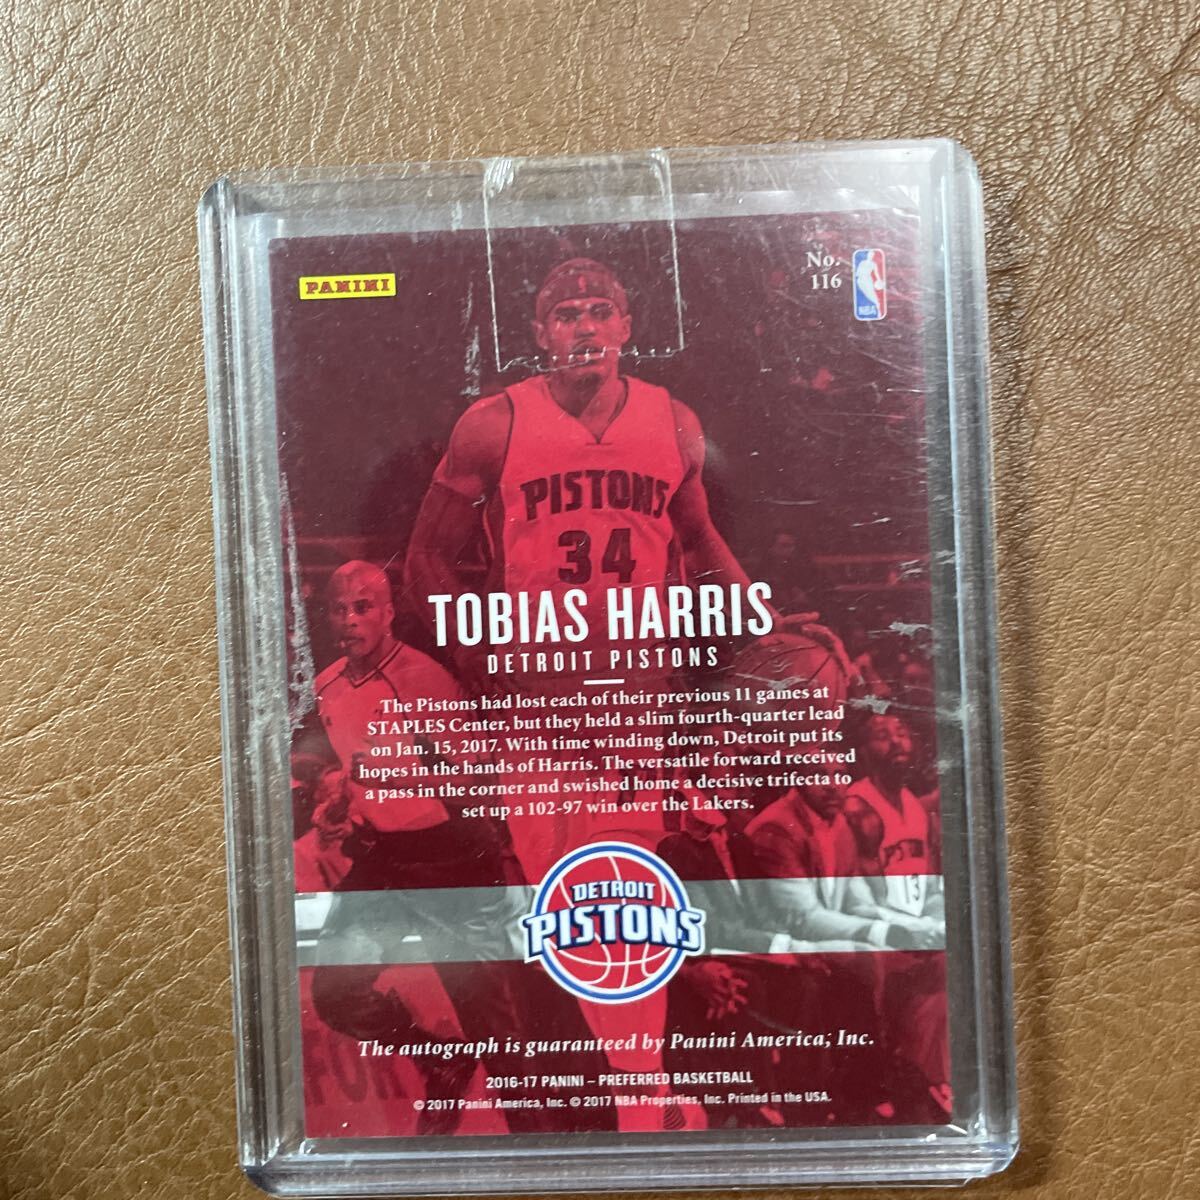 PANINI
No.
116
NBA
PISTONS
34
TOBIAS HARRIS
DETROIT PISTONS
The Pistons had lost each of their previous 11 games at
STAPLES Center, but they held a slim fourth-quarter lead
on Jan. 15, 2017. With time winding down, Detroit put its
hopes in the hands of Harris. The versatile forward received
a pass in the corner and swished home a decisive trifecta to
set up a 102-97 win over the Lakers.
DETROIT
PISTONS
The autograph is guaranteed by Panini America, Inc.
2016-17 PANINI – PREFERRED BASKETBALL
© 2017 Panini America, Inc. © 2017 NBA Properties, Inc. Printed in the USA.